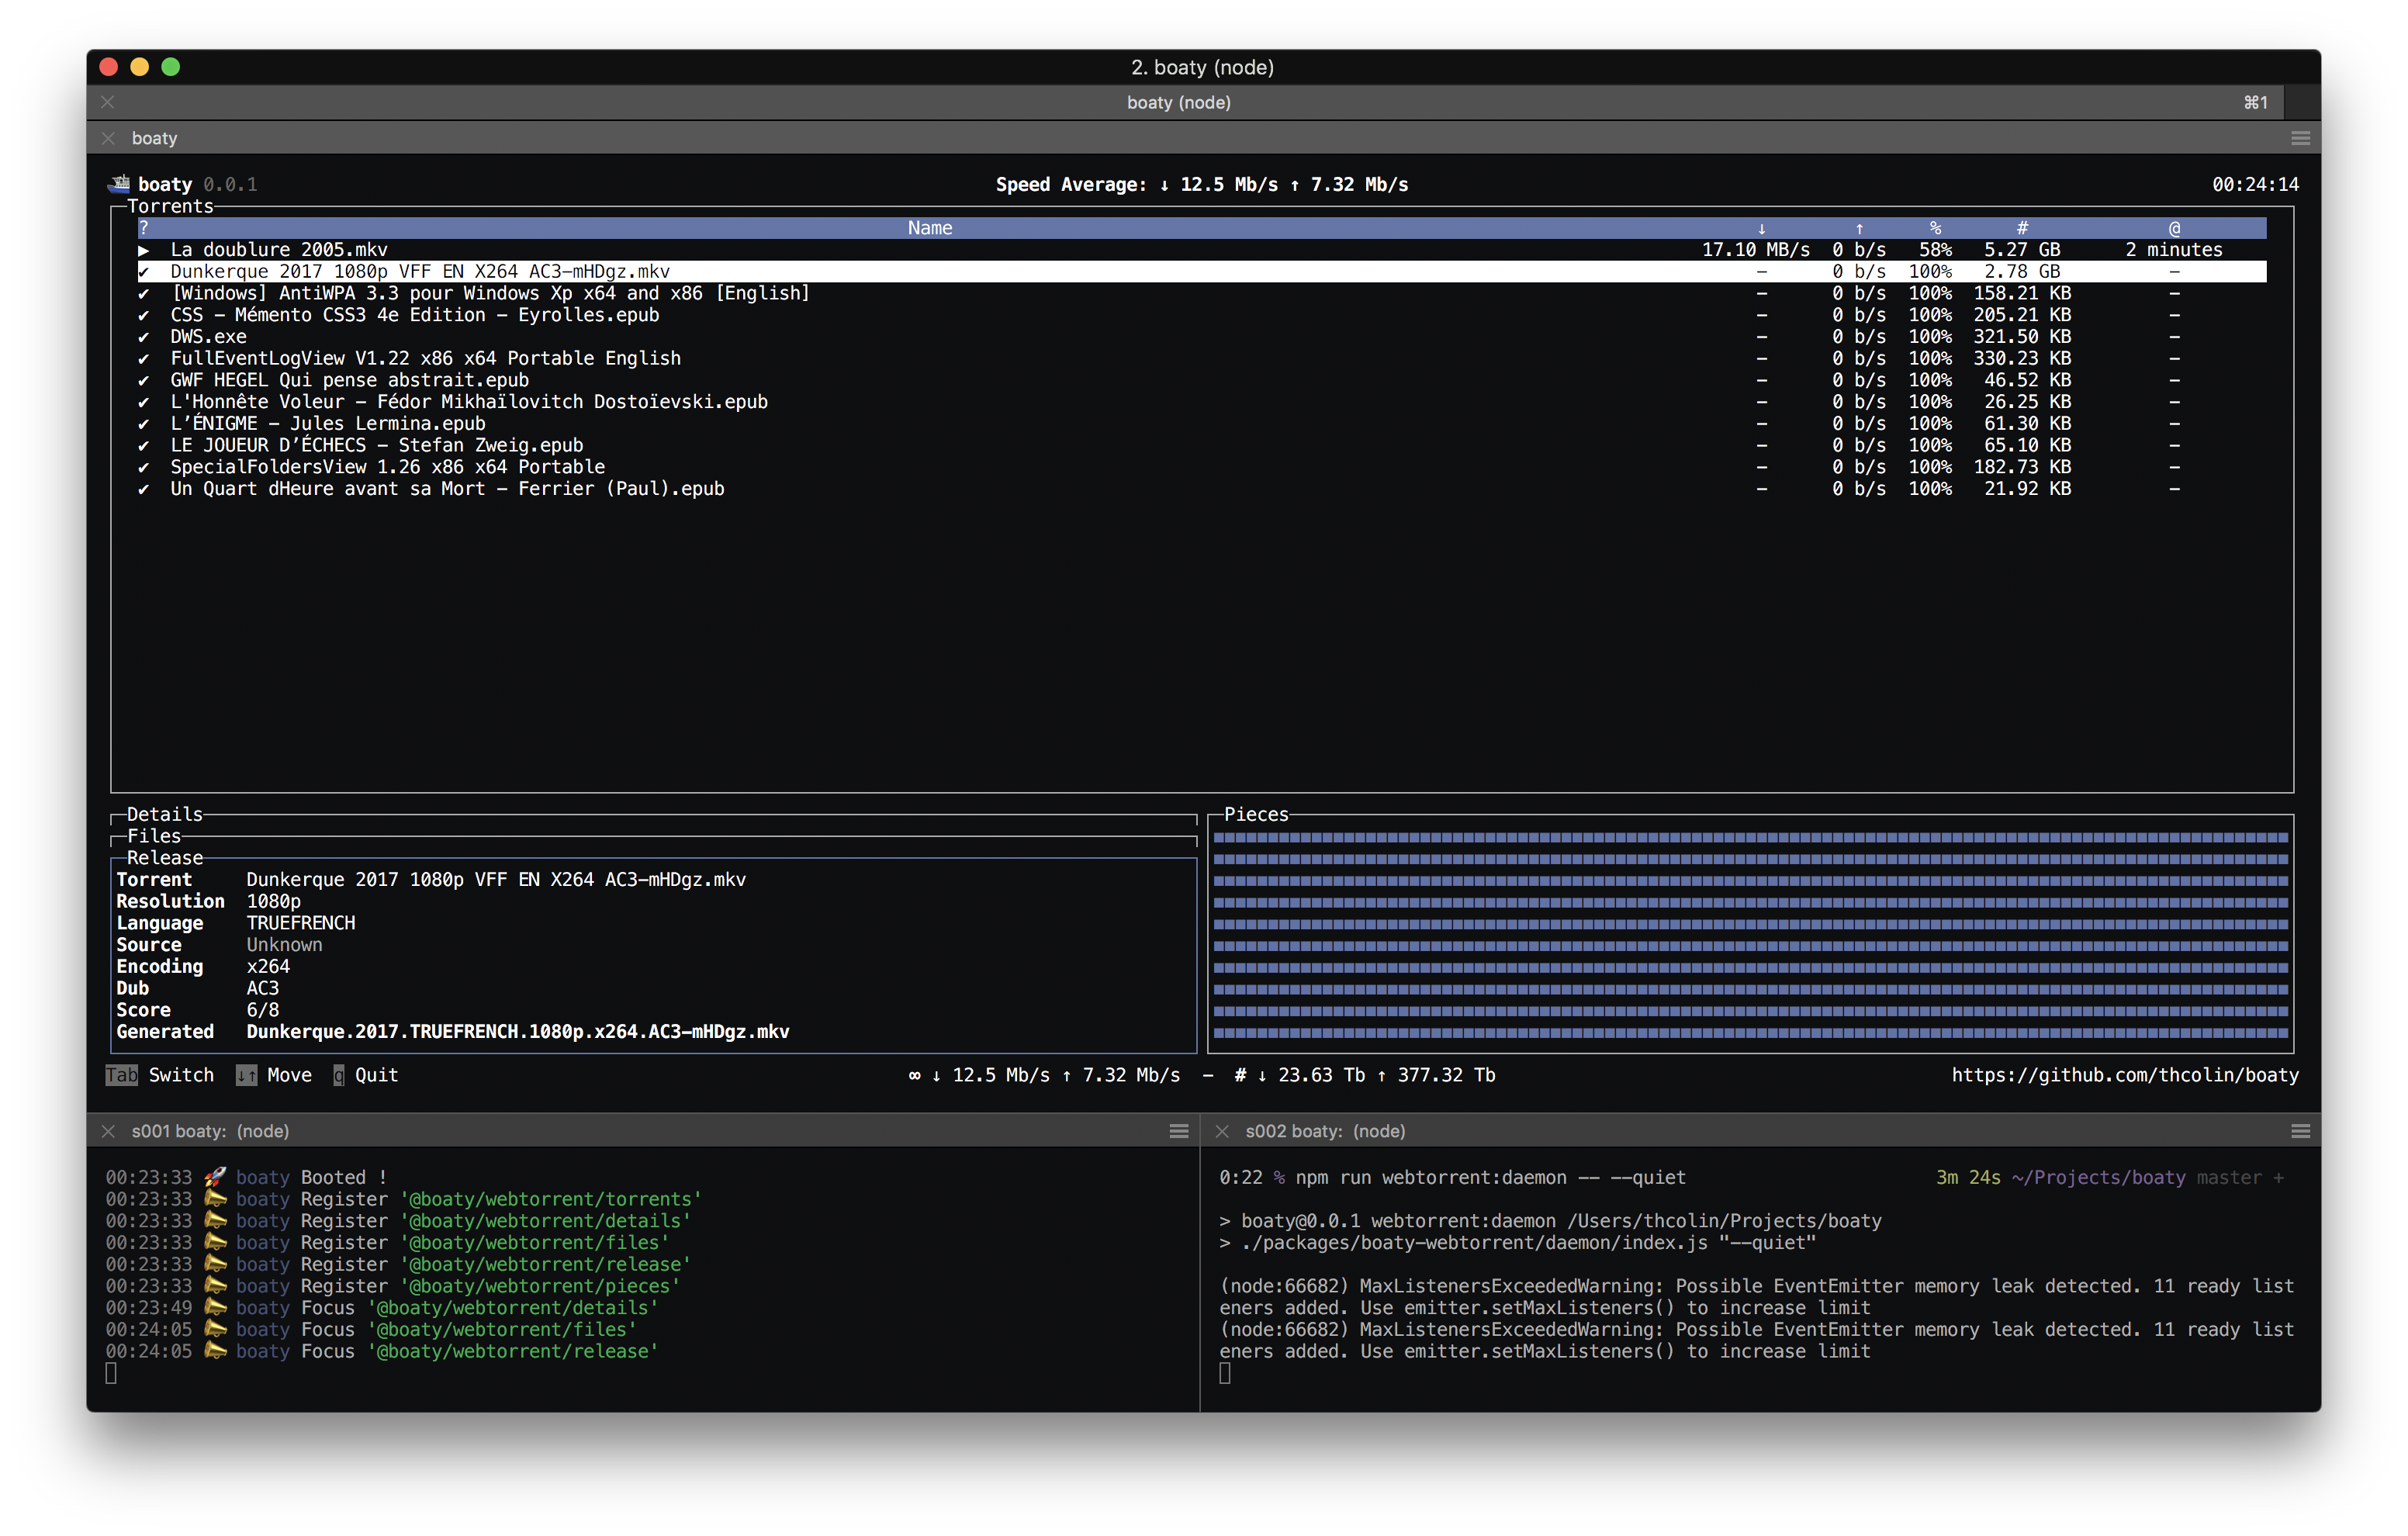 2. boaty (node)
boaty (node) ⌘1
boaty
boaty 0.0.1 Speed Average: ↓ 12.5 Mb/s ↑ 7.32 Mb/s 00:24:14
Torrents
? Name ↓ ↑ % # @
▶ La doublure 2005.mkv 17.10 MB/s 0 b/s 58% 5.27 GB 2 minutes
✔ Dunkerque 2017 1080p VFF EN X264 AC3-mHDgz.mkv – 0 b/s 100% 2.78 GB –
✔ [Windows] AntiWPA 3.3 pour Windows Xp x64 and x86 [English] – 0 b/s 100% 158.21 KB –
✔ CSS - Mémento CSS3 4e Edition - Eyrolles.epub – 0 b/s 100% 205.21 KB –
✔ DWS.exe – 0 b/s 100% 321.50 KB –
✔ FullEventLogView V1.22 x86 x64 Portable English – 0 b/s 100% 330.23 KB –
✔ GWF HEGEL Qui pense abstrait.epub – 0 b/s 100% 46.52 KB –
✔ L'Honnête Voleur - Fédor Mikhaïlovitch Dostoïevski.epub – 0 b/s 100% 26.25 KB –
✔ L’ÉNIGME - Jules Lermina.epub – 0 b/s 100% 61.30 KB –
✔ LE JOUEUR D’ÉCHECS - Stefan Zweig.epub – 0 b/s 100% 65.10 KB –
✔ SpecialFoldersView 1.26 x86 x64 Portable – 0 b/s 100% 182.73 KB –
✔ Un Quart dHeure avant sa Mort - Ferrier (Paul).epub – 0 b/s 100% 21.92 KB –
Details
Files
Release
Torrent Dunkerque 2017 1080p VFF EN X264 AC3-mHDgz.mkv
Resolution 1080p
Language TRUEFRENCH
Source Unknown
Encoding x264
Dub AC3
Score 6/8
Generated Dunkerque.2017.TRUEFRENCH.1080p.x264.AC3-mHDgz.mkv
Pieces
Tab Switch ↓↑ Move q Quit ∞ ↓ 12.5 Mb/s ↑ 7.32 Mb/s – # ↓ 23.63 Tb ↑ 377.32 Tb https://github.com/thcolin/boaty
s001 boaty: (node)
00:23:33 🚀 boaty Booted !
00:23:33 📣 boaty Register '@boaty/webtorrent/torrents'
00:23:33 📣 boaty Register '@boaty/webtorrent/details'
00:23:33 📣 boaty Register '@boaty/webtorrent/files'
00:23:33 📣 boaty Register '@boaty/webtorrent/release'
00:23:33 📣 boaty Register '@boaty/webtorrent/pieces'
00:23:49 📣 boaty Focus '@boaty/webtorrent/details'
00:24:05 📣 boaty Focus '@boaty/webtorrent/files'
00:24:05 📣 boaty Focus '@boaty/webtorrent/release'
s002 boaty: (node)
0:22 % npm run webtorrent:daemon -- --quiet 3m 24s ~/Projects/boaty master +
> boaty@0.0.1 webtorrent:daemon /Users/thcolin/Projects/boaty
> ./packages/boaty-webtorrent/daemon/index.js "--quiet"
(node:66682) MaxListenersExceededWarning: Possible EventEmitter memory leak detected. 11 ready list
eners added. Use emitter.setMaxListeners() to increase limit
(node:66682) MaxListenersExceededWarning: Possible EventEmitter memory leak detected. 11 ready list
eners added. Use emitter.setMaxListeners() to increase limit